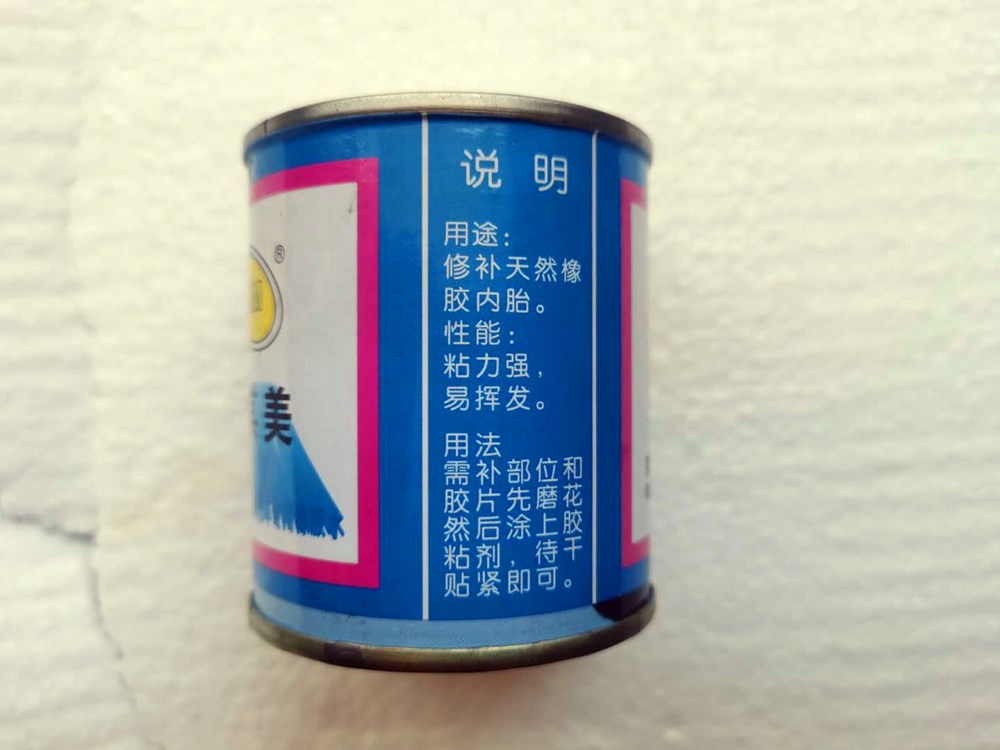 说 明
用途：
修补天然橡
胶内胎。
性能：
粘力强，
易挥发。
用法
需补部位和
胶片先磨花
然后涂上胶
粘剂，待干
贴紧即可。
®
美